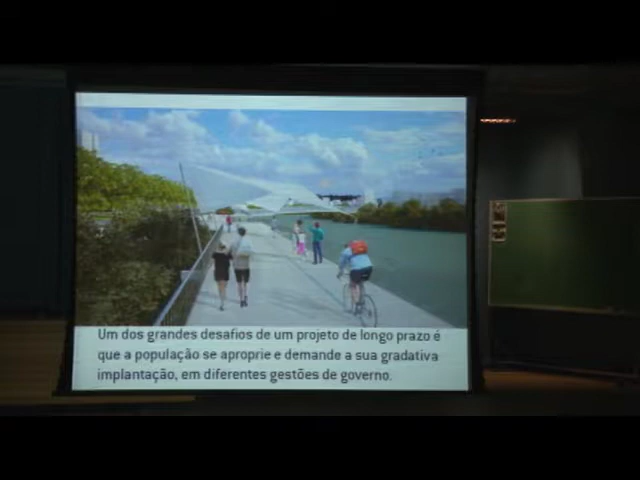 Um dos grandes desafios de um projeto de longo prazo é
que a população se aproprie e demande a sua gradativa
implantação, em diferentes gestões de governo.